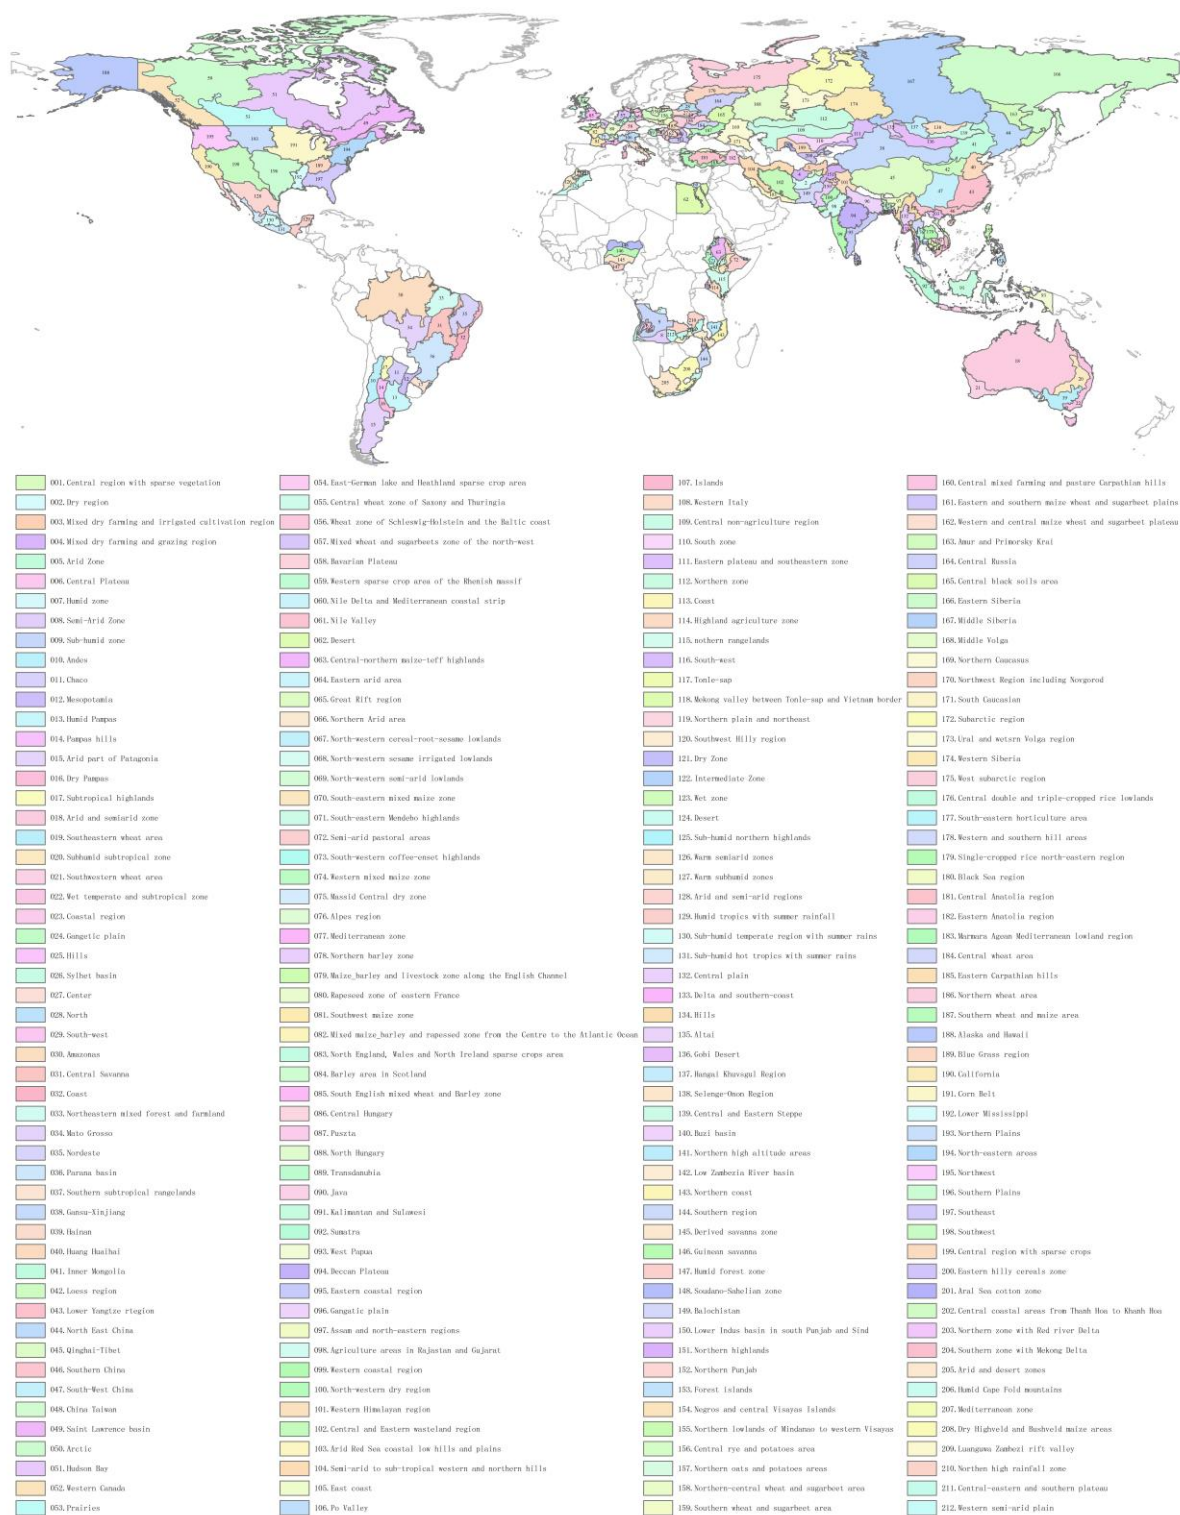 001.Central region with sparse vegetation
002.Dry region
003.Mixed dry farming and irrigated cultivation region
004.Mixed dry farming and grazing region
005.Arid Zone
006.Central Plateau
007.Humid zone
008.Semi-Arid Zone
009.Sub-humid zone
010.Andes
011.Chaco
012.Mesopotamia
013.Humid Pampas
014.Pampas hills
015.Arid part of Patagonia
016.Dry Pampas
017.Subtropical highlands
018.Arid and semiarid zone
019.Southeastern wheat area
020.Subhumid subtropical zone
021.Southwestern wheat area
022.Wet temperate and subtropical zone
023.Coastal region
024.Gangetic plain
025.Hills
026.Sylhet basin
027.Center
028.North
029.South-west
030.Amazonas
031.Central Savanna
032.Coast
033.Northeastern mixed forest and farmland
034.Mato Grosso
035.Nordeste
036.Parana basin
037.Southern subtropical rangelands
038.Gansu-Xinjiang
039.Hainan
040.Huang Huaihai
041.Inner Mongolia
042.Loess region
043.Lower Yangtze rtegion
044.North East China
045.Qinghai-Tibet
046.Southern China
047.South-West China
048.China Taiwan
049.Saint Lawrence basin
050.Arctic
051.Hudson Bay
052.Western Canada
053.Prairies
054.East-German lake and Heathland sparse crop area
055.Central wheat zone of Saxony and Thuringia
056.Wheat zone of Schleswig-Holstein and the Baltic coast
057.Mixed wheat and sugarbeets zone of the north-west
058.Bavarian Plateau
059.Western sparse crop area of the Rhenish massif
060.Nile Delta and Mediterranean coastal strip
061.Nile Valley
062.Desert
063.Central-northern maize-teff highlands
064.Eastern arid area
065.Great Rift region
066.Northern Arid area
067.North-western cereal-root-sesame lowlands
068.North-western sesame irrigated lowlands
069.North-western semi-arid lowlands
070.South-eastern mixed maize zone
071.South-eastern Mendebo highlands
072.Semi-arid pastoral areas
073.South-western coffee-enset highlands
074.Western mixed maize zone
075.Massid Central dry zone
076.Alpes region
077.Mediterranean zone
078.Northern barley zone
079.Maize_barley and livestock zone along the English Channel
080.Rapeseed zone of eastern France
081.Southwest maize zone
082.Mixed maize_barley and rapessed zone from the Centre to the Atlantic Ocean
083.North England, Wales and North Ireland sparse crops area
084.Barley area in Scotland
085.South English mixed wheat and Barley zone
086.Central Hungary
087.Puszta
088.North Hungary
089.Transdanubia
090.Java
091.Kalimantan and Sulawesi
092.Sumatra
093.West Papua
094.Deccan Plateau
095.Eastern coastal region
096.Gangatic plain
097.Assam and north-eastern regions
098.Agriculture areas in Rajastan and Gujarat
099.Western coastal region
100.North-western dry region
101.Western Himalayan region
102.Central and Eastern wasteland region
103.Arid Red Sea coastal low hills and plains
104.Semi-arid to sub-tropical western and northern hills
105.East coast
106.Po Valley
107.Islands
108.Western Italy
109.Central non-agriculture region
110.South zone
111.Eastern plateau and southeastern zone
112.Northern zone
113.Coast
114.Highland agriculture zone
115.nothern rangelands
116.South-west
117.Tonle-sap
118.Mekong valley between Tonle-sap and Vietnam border
119.Northern plain and northeast
120.Southwest Hilly region
121.Dry Zone
122.Intermediate Zone
123.Wet zone
124.Desert
125.Sub-humid northern highlands
126.Warm semiarid zones
127.Warm subhumid zones
128.Arid and semi-arid regions
129.Humid tropics with summer rainfall
130.Sub-humid temperate region with summer rains
131.Sub-humid hot tropics with summer rains
132.Central plain
133.Delta and southern-coast
134.Hills
135.Altai
136.Gobi Desert
137.Hangai Khuvsgul Region
138.Selenge-Onon Region
139.Central and Eastern Steppe
140.Buzi basin
141.Northern high altitude areas
142.Low Zambezia River basin
143.Northern coast
144.Southern region
145.Derived savanna zone
146.Guinean savanna
147.Humid forest zone
148.Soudano-Sahelian zone
149.Balochistan
150.Lower Indus basin in south Punjab and Sind
151.Northern highlands
152.Northern Punjab
153.Forest islands
154.Negros and central Visayas Islands
155.Northern lowlands of Mindanao to western Visayas
156.Central rye and potatoes area
157.Northern oats and potatoes areas
158.Northern-central wheat and sugarbeet area
159.Southern wheat and sugarbeet area
160.Central mixed farming and pasture Carpathian hills
161.Eastern and southern maize wheat and sugarbeet plains
162.Western and central maize wheat and sugarbeet plateau
163.Amur and Primorsky Krai
164.Central Russia
165.Central black soils area
166.Eastern Siberia
167.Middle Siberia
168.Middle Volga
169.Northern Caucasus
170.Northwest Region including Novgorod
171.South Caucasian
172.Subarctic region
173.Ural and wetsrn Volga region
174.Western Siberia
175.West subarctic region
176.Central double and triple-cropped rice lowlands
177.South-eastern horticulture area
178.Western and southern hill areas
179.Single-cropped rice north-eastern region
180.Black Sea region
181.Central Anatolia region
182.Eastern Anatolia region
183.Marmara Agean Mediterranean lowland region
184.Central wheat area
185.Eastern Carpathian hills
186.Northern wheat area
187.Southern wheat and maize area
188.Alaska and Hawaii
189.Blue Grass region
190.California
191.Corn Belt
192.Lower Mississippi
193.Northern Plains
194.North-eastern areas
195.Northwest
196.Southern Plains
197.Southeast
198.Southwest
199.Central region with sparse crops
200.Eastern hilly cereals zone
201.Aral Sea cotton zone
202.Central coastal areas from Thanh Hoa to Khanh Hoa
203.Northern zone with Red river Delta
204.Southern zone with Mekong Delta
205.Arid and desert zones
206.Humid Cape Fold mountains
207.Mediterranean zone
208.Dry Highveld and Bushveld maize areas
209.Luangwa Zambezi rift valley
210.Northen high rainfall zone
211.Central-eastern and southern plateau
212.Western semi-arid plain